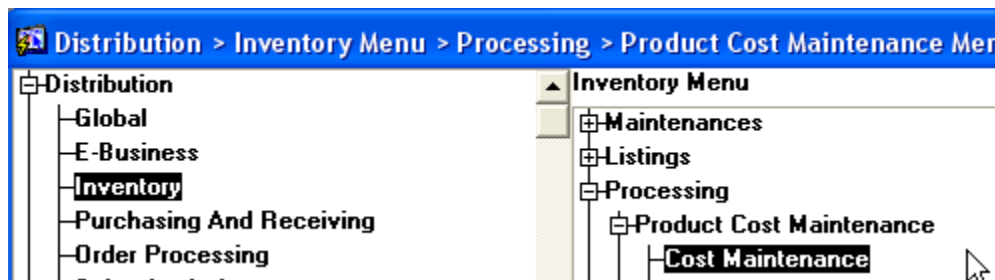 Distribution > Inventory Menu > Processing > Product Cost Maintenance
Distribution
Global
E-Business
Inventory
Purchasing And Receiving
Order Processing
Inventory Menu
Maintenances
Listings
Processing
Product Cost Maintenance
Cost Maintenance